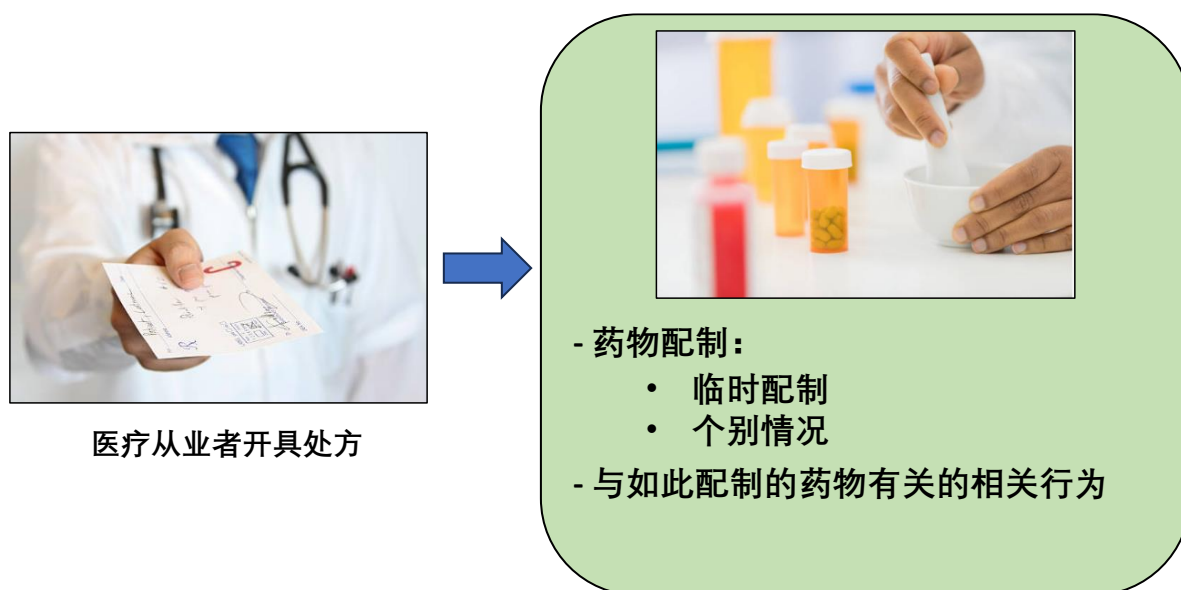 医疗从业者开具处方
- 药物配制：
• 临时配制
• 个别情况
- 与如此配制的药物有关的相关行为